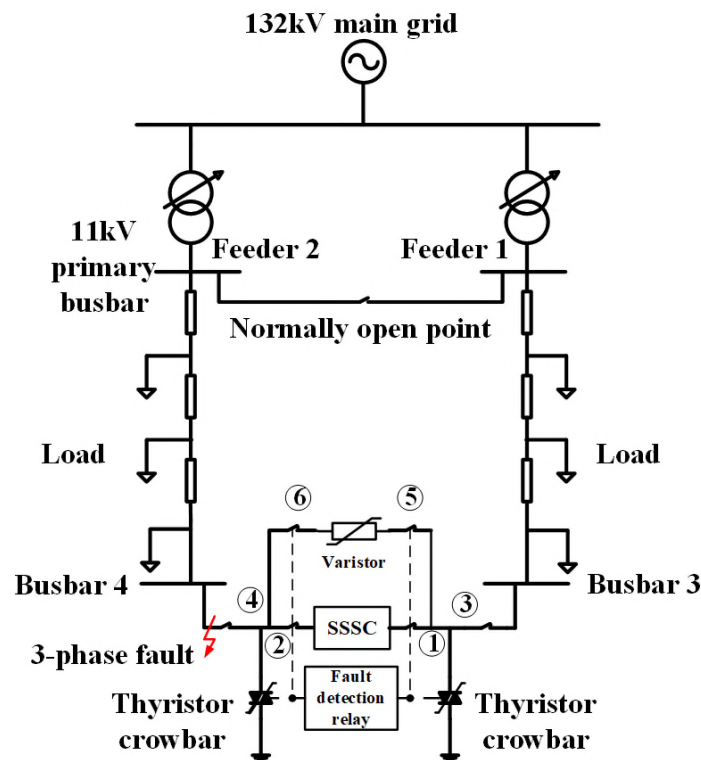 132kV main grid
11kV
primary
busbar
Feeder 2
Feeder 1
Normally open point
Load
Load
⑥
⑤
Varistor
Busbar 4
Busbar 3
④
③
SSSC
②
①
3-phase fault
Fault
detection
relay
Thyristor
crowbar
Thyristor
crowbar